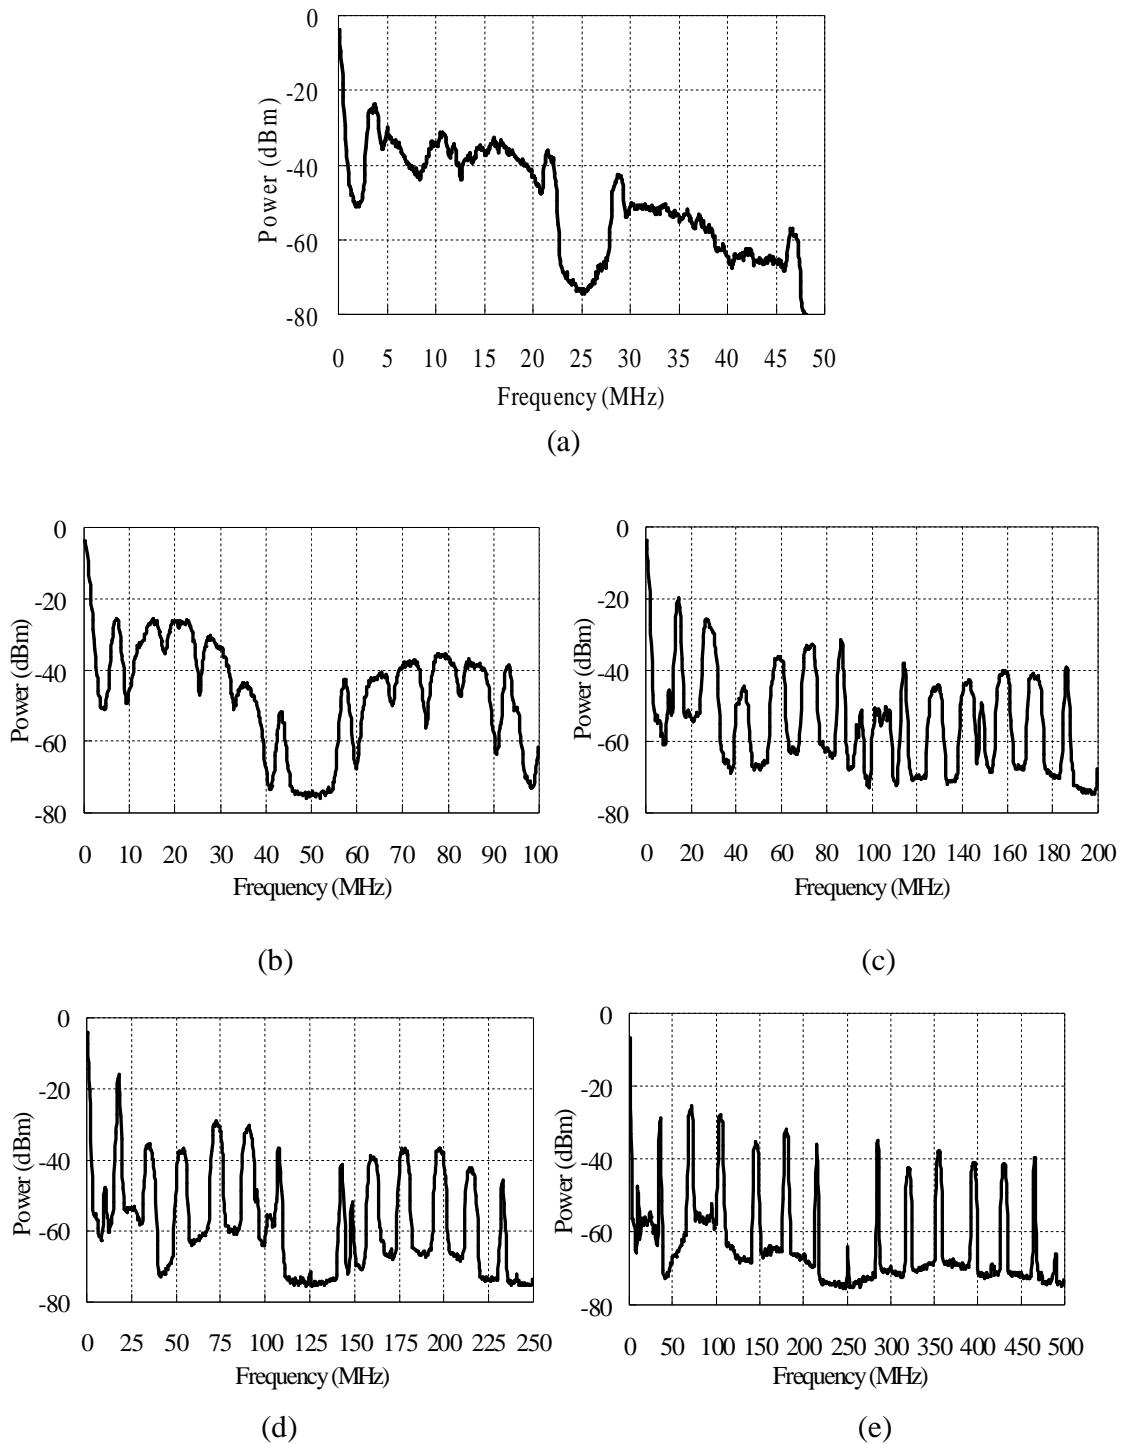 0
-20
-40
-60
-80
Power (dBm)
0 5 10 15 20 25 30 35 40 45 50
Frequency (MHz)
(a)
0
-20
-40
-60
-80
Power (dBm)
0 10 20 30 40 50 60 70 80 90 100
Frequency (MHz)
(b)
0
-20
-40
-60
-80
Power (dBm)
0 20 40 60 80 100 120 140 160 180 200
Frequency (MHz)
(c)
0
-20
-40
-60
-80
Power (dBm)
0 25 50 75 100 125 150 175 200 225 250
Frequency (MHz)
(d)
0
-20
-40
-60
-80
Power (dBm)
0 50 100 150 200 250 300 350 400 450 500
Frequency (MHz)
(e)